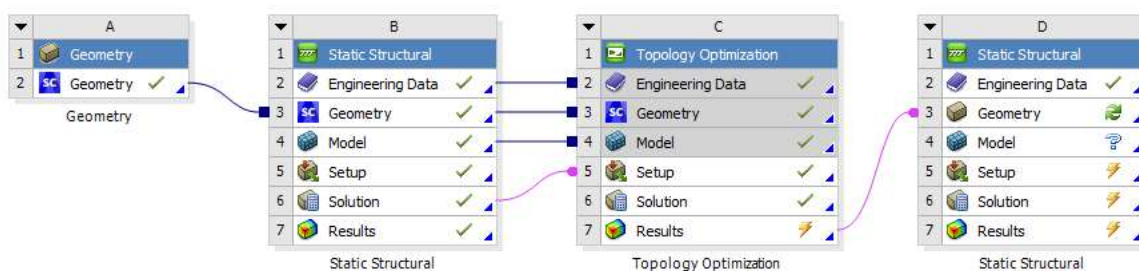 A
1 Geometry
2 SC Geometry
Geometry
B
1 Static Structural
2 Engineering Data
3 SC Geometry
4 Model
5 Setup
6 Solution
7 Results
Static Structural
C
1 Topology Optimization
2 Engineering Data
3 SC Geometry
4 Model
5 Setup
6 Solution
7 Results
Topology Optimization
D
1 Static Structural
2 Engineering Data
3 Geometry
4 Model ?
5 Setup
6 Solution
7 Results
Static Structural